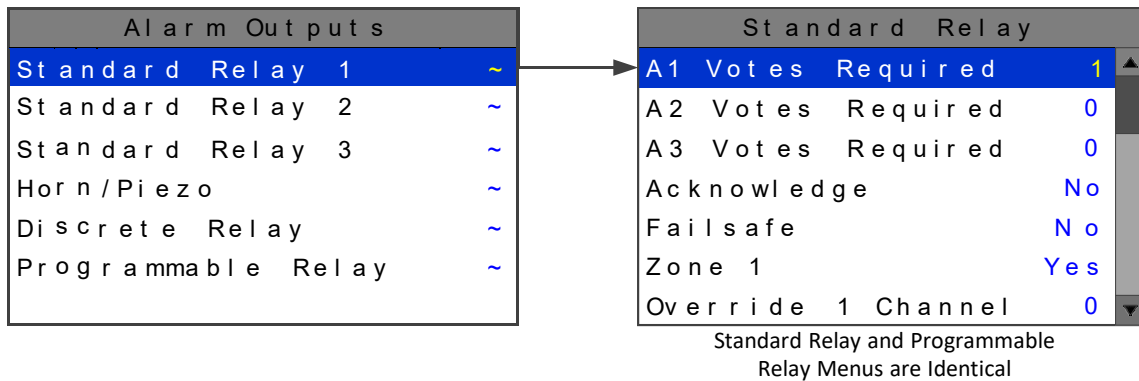 Alarm Outputs
Standard Relay 1 ~
Standard Relay 2 ~
Standard Relay 3 ~
Horn/Piezo ~
Discrete Relay ~
Programmable Relay ~
Standard Relay
A1 Votes Required 1
A2 Votes Required 0
A3 Votes Required 0
Acknowledge No
Failsafe No
Zone 1 Yes
Override 1 Channel 0
Standard Relay and Programmable
Relay Menus are Identical